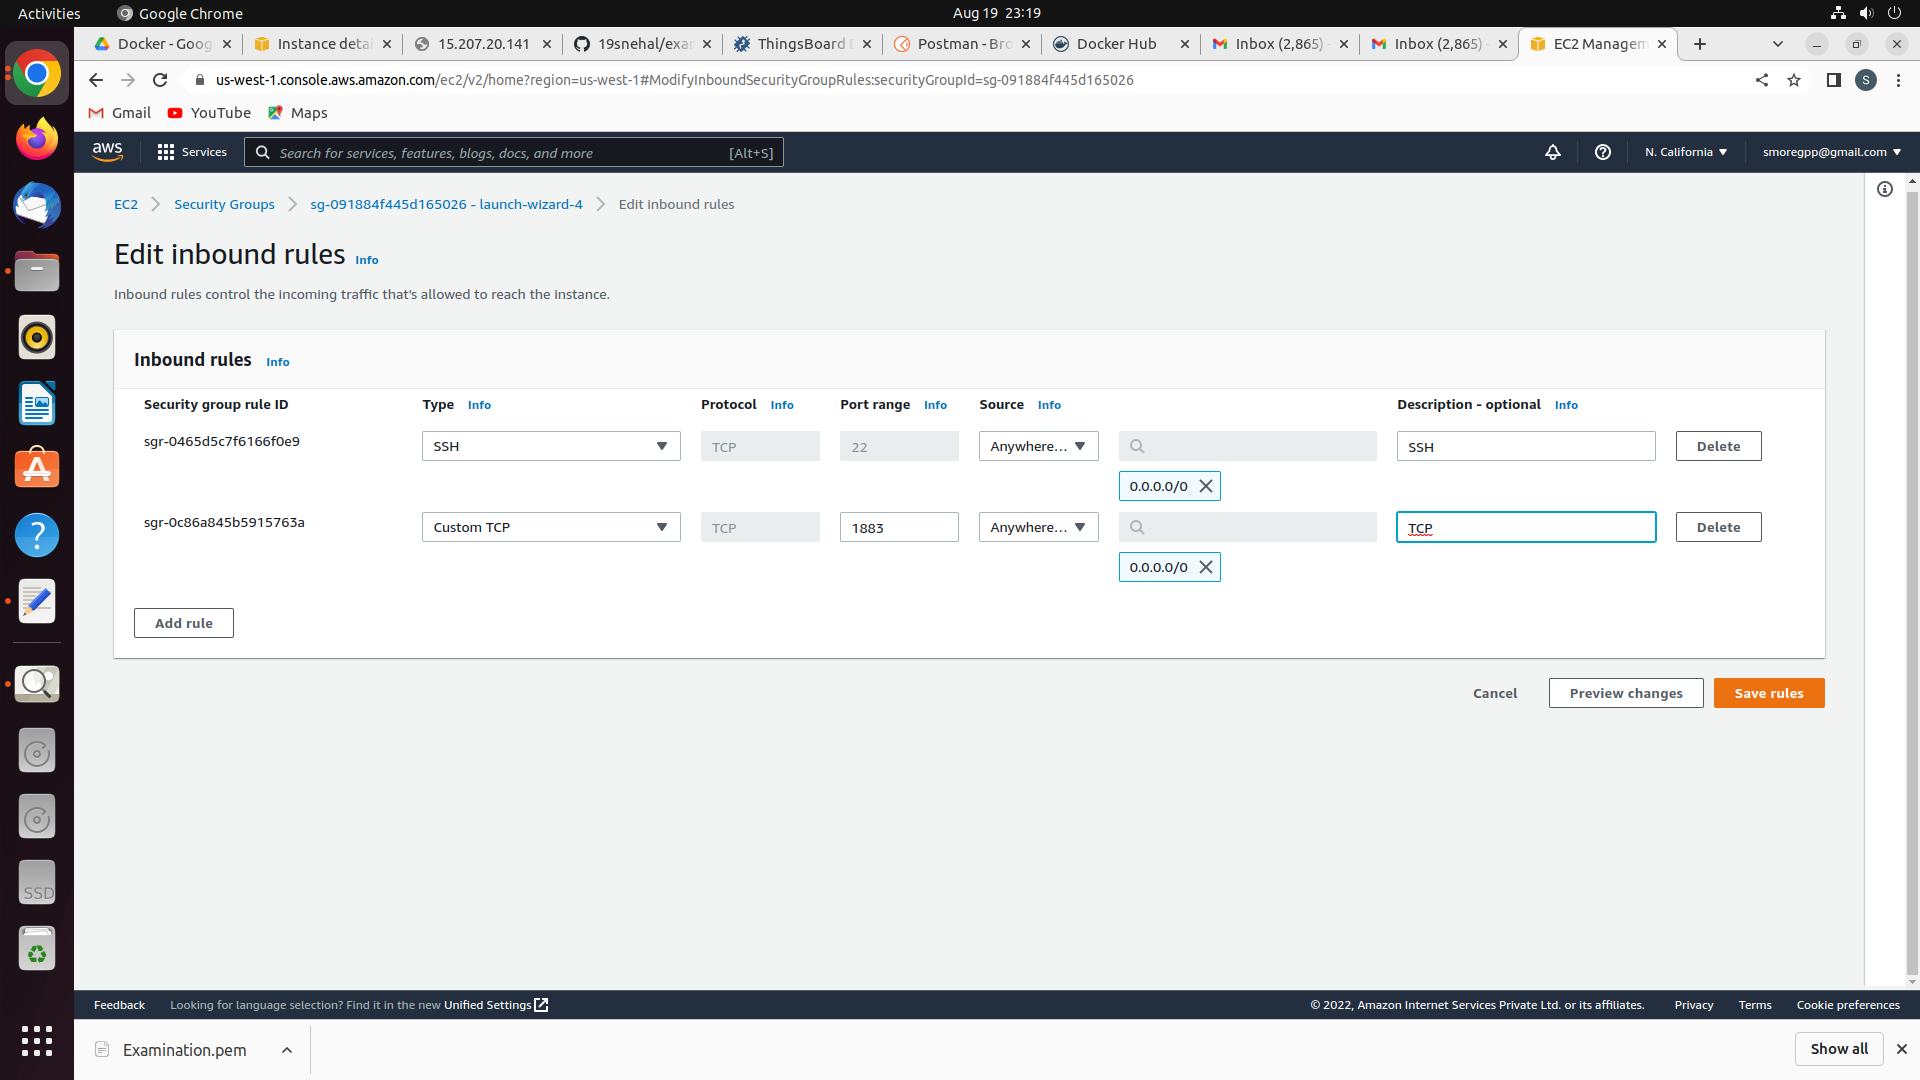 Activities
Google Chrome
Aug 19 23:19
Docker - Goog
Instance detai
15.207.20.141
19snehal/exar
ThingsBoard D
Postman - Bro
Docker Hub
Inbox (2,865) -
Inbox (2,865) -
EC2 Managem
us-west-1.console.aws.amazon.com/ec2/v2/home?region=us-west-1#ModifyInboundSecurityGroupRules:securityGroupId=sg-091884f445d165026
S
Gmail
YouTube
Maps
aws
Services
Search for services, features, blogs, docs, and more
[Alt+S]
N. California
smoregpp@gmail.com
EC2
Security Groups
sg-091884f445d165026 - launch-wizard-4
Edit inbound rules
Edit inbound rules Info
Inbound rules control the incoming traffic that's allowed to reach the instance.
Inbound rules Info
Security group rule ID
Type Info
Protocol Info
Port range Info
Source Info
Description - optional Info
sgr-0465d5c7f6166f0e9
SSH
TCP
22
Anywhere...
SSH
Delete
0.0.0.0/0
sgr-0c86a845b5915763a
Custom TCP
TCP
1883
Anywhere...
TCP
Delete
0.0.0.0/0
Add rule
Cancel
Preview changes
Save rules
SSD
Feedback
Looking for language selection? Find it in the new Unified Settings
© 2022, Amazon Internet Services Private Ltd. or its affiliates.
Privacy
Terms
Cookie preferences
Examination.pem
Show all